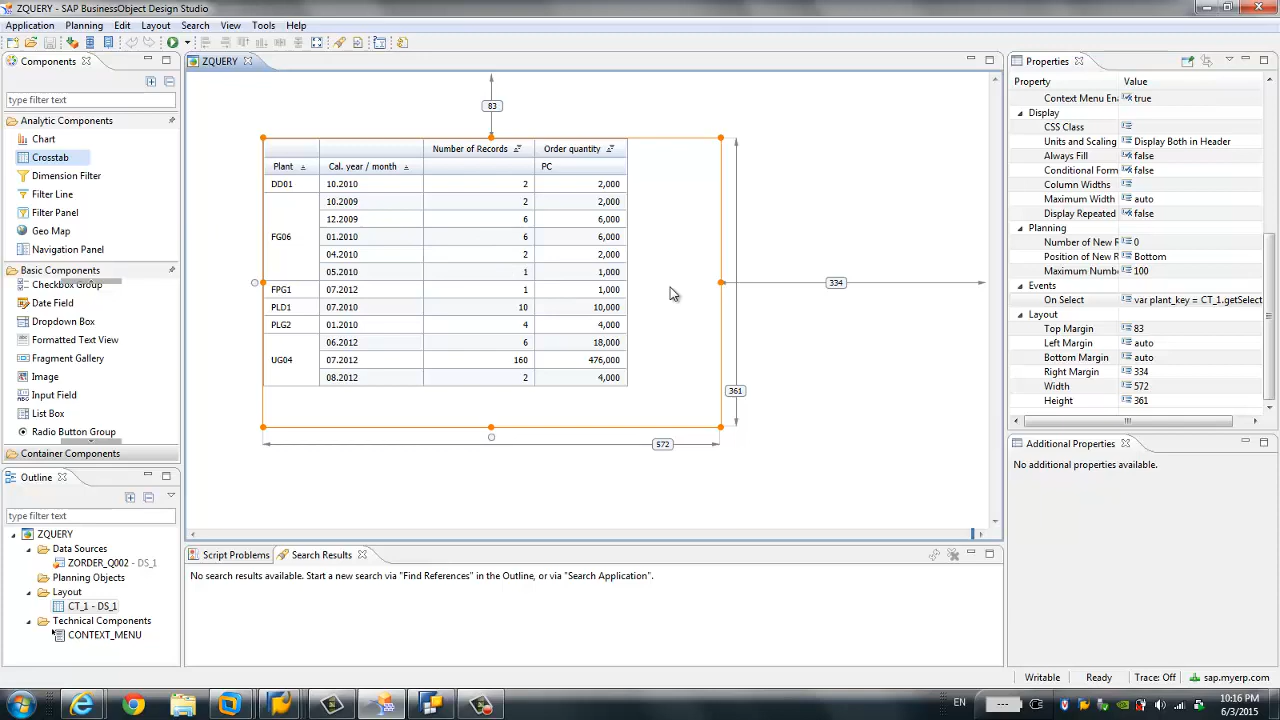 ZQUERY - SAP BusinessObject Design Studio
Application Planning Edit Layout Search View Tools Help
Components
type filter text
Analytic Components
Chart
Crosstab
Dimension Filter
Filter Line
Filter Panel
Geo Map
Navigation Panel
Basic Components
Checkbox Group
Date Field
Dropdown Box
Formatted Text View
Fragment Gallery
Image
Input Field
List Box
Radio Button Group
Container Components
Outline
type filter text
ZQUERY
Data Sources
ZORDER_Q002 - DS_1
Planning Objects
Layout
CT_1 - DS_1
Technical Components
CONTEXT_MENU
ZQUERY
83
Number of Records Order quantity
Plant Cal. year / month PC
DD01 10.2010 2 2,000
10.2009 2 2,000
12.2009 6 6,000
FG06 01.2010 6 6,000
04.2010 2 2,000
05.2010 1 1,000
FPG1 07.2012 1 1,000
PLD1 07.2010 10 10,000
PLG2 01.2010 4 4,000
06.2012 6 18,000
UG04 07.2012 160 476,000
08.2012 2 4,000
334
361
572
Script Problems Search Results
No search results available. Start a new search via "Find References" in the Outline, or via "Search Application".
Properties
Property Value
Context Menu En true
Display
CSS Class
Units and Scaling Display Both in Header
Always Fill false
Conditional Form false
Column Widths
Maximum Width auto
Display Repeated false
Planning
Number of New R 0
Position of New R Bottom
Maximum Numbe 100
Events
On Select var plant_key = CT_1.getSelect
Layout
Top Margin 83
Left Margin auto
Bottom Margin auto
Right Margin 334
Width 572
Height 361
Additional Properties
No additional properties available.
Writable Ready Trace: Off sap.myerp.com
EN 10:16 PM
6/3/2015